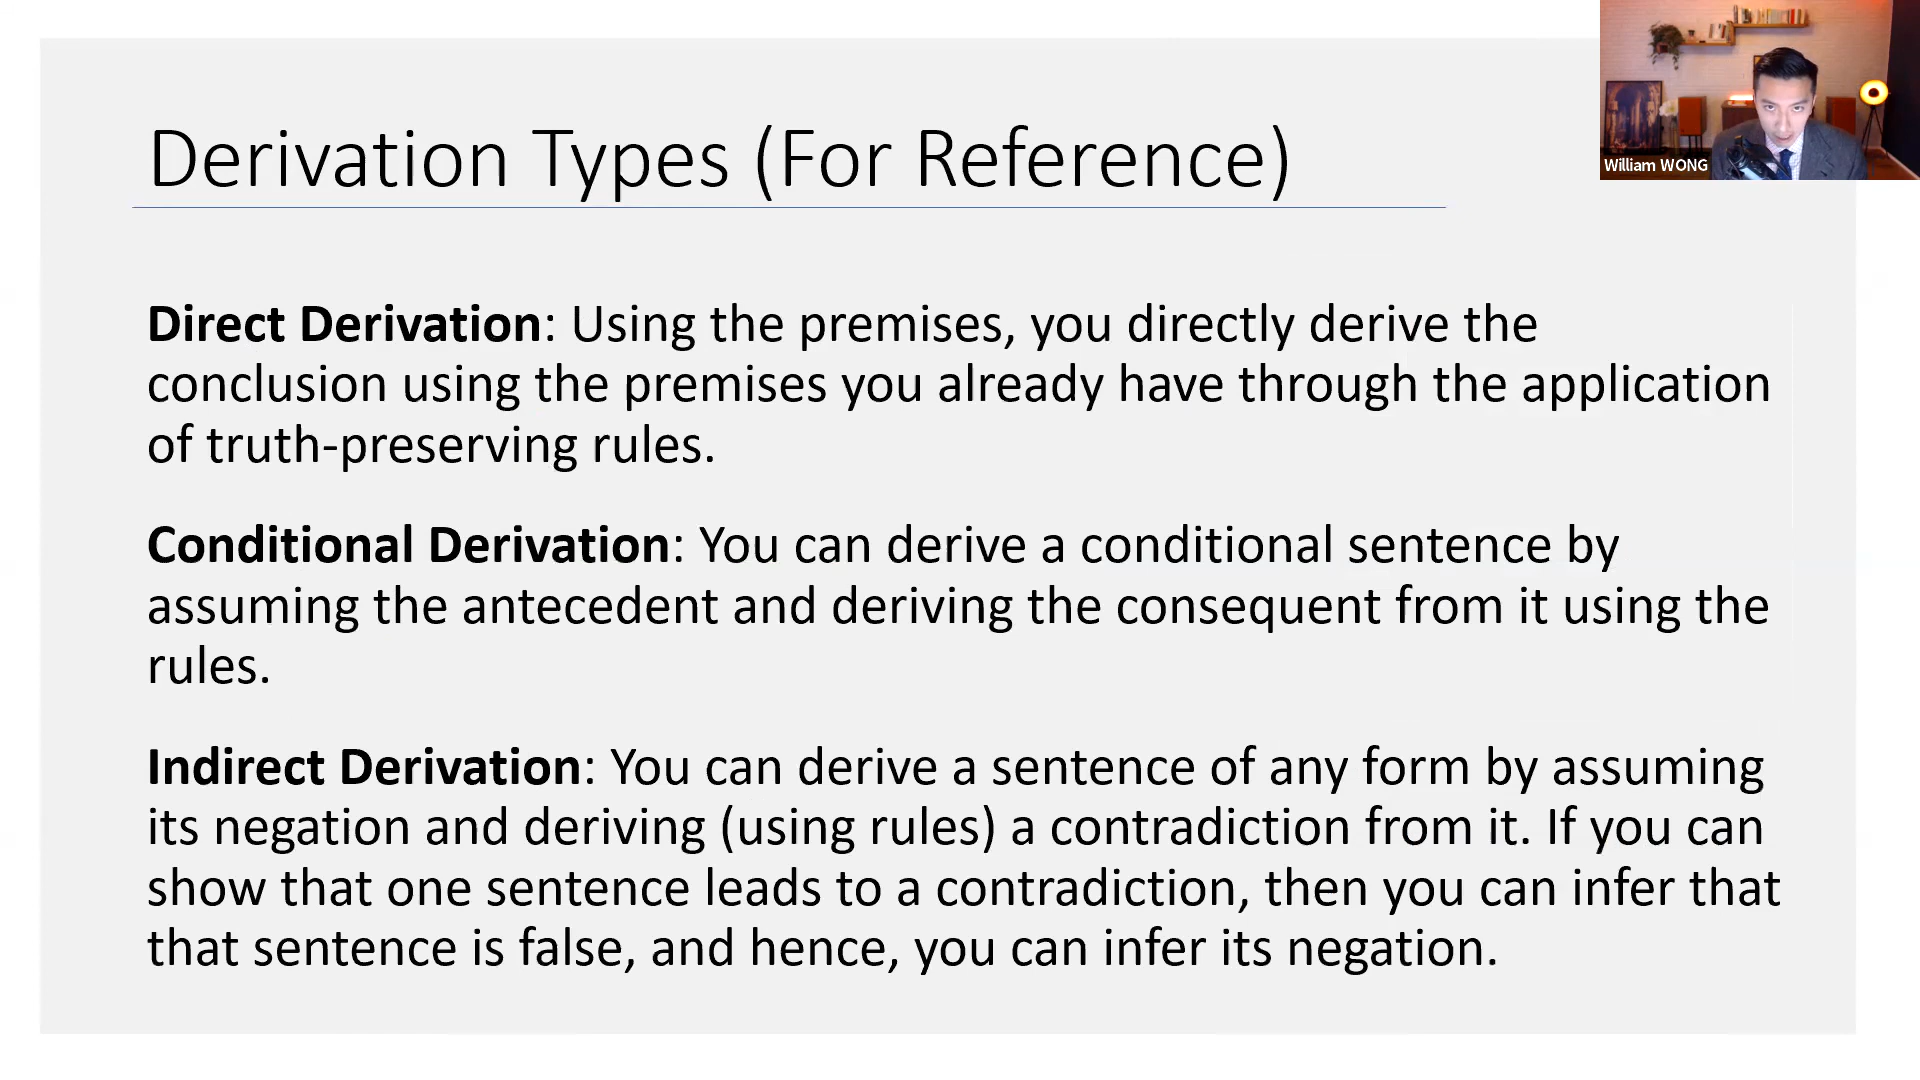 Derivation Types (For Reference)
William WONG
Direct Derivation: Using the premises, you directly derive the
conclusion using the premises you already have through the application
of truth-preserving rules.
Conditional Derivation: You can derive a conditional sentence by
assuming the antecedent and deriving the consequent from it using the
rules.
Indirect Derivation: You can derive a sentence of any form by assuming
its negation and deriving (using rules) a contradiction from it. If you can
show that one sentence leads to a contradiction, then you can infer that
that sentence is false, and hence, you can infer its negation.